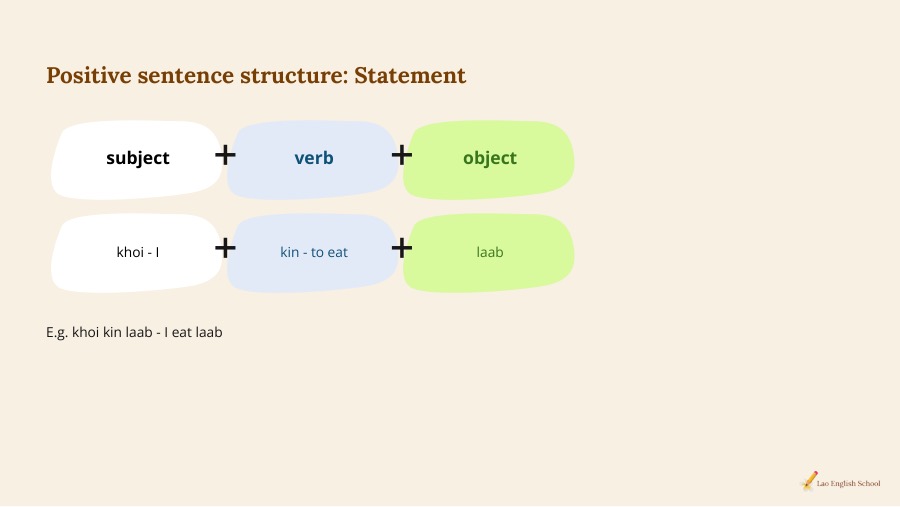 Positive sentence structure: Statement
subject + verb + object
khoi - I + kin - to eat + laab
E.g. khoi kin laab - I eat laab
Lao English School